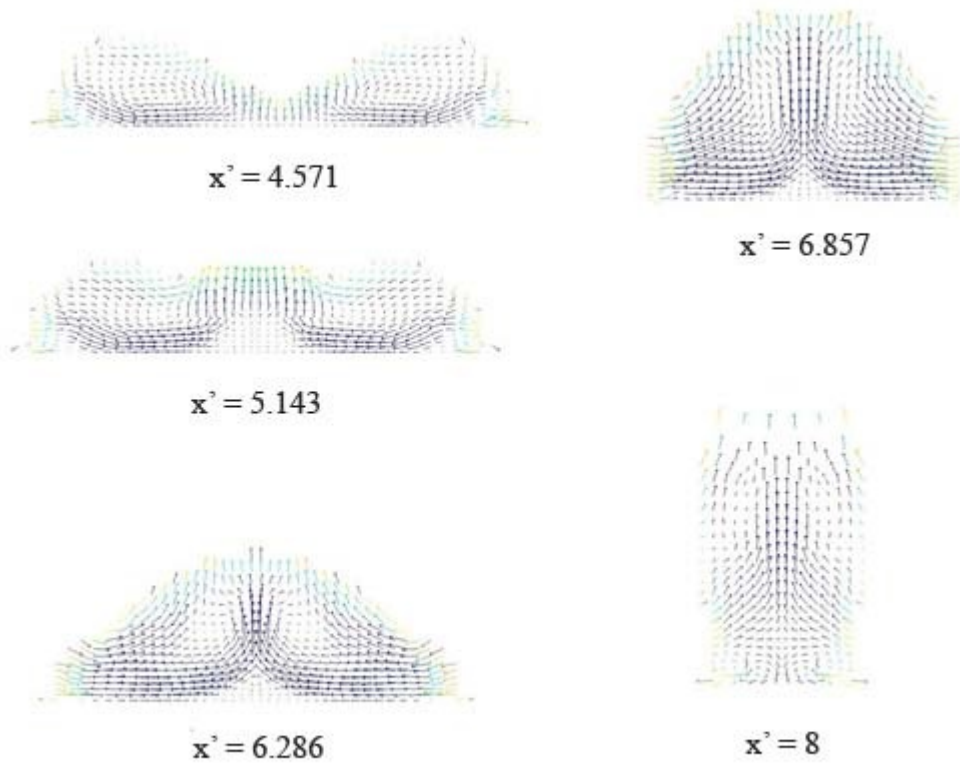 x’ = 4.571
x’ = 5.143
x’ = 6.286
x’ = 6.857
x’ = 8